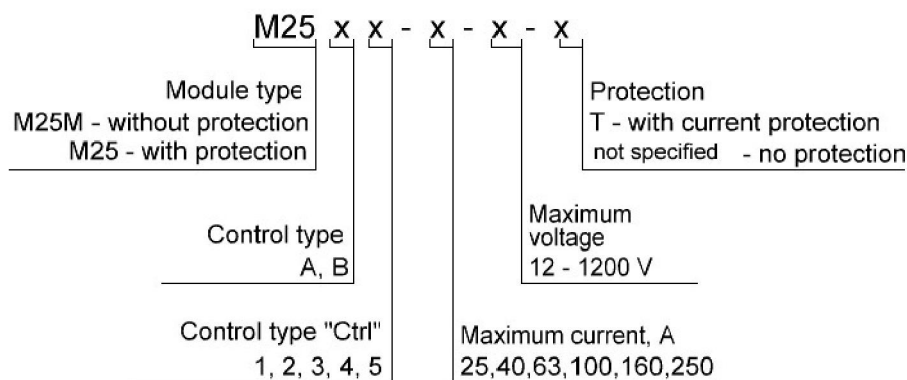 M25 x x - x - x - x
Module type
M25M - without protection
M25 - with protection
Protection
T - with current protection
not specified - no protection
Control type
A, B
Maximum
voltage
12 - 1200 V
Control type "Ctrl"
1, 2, 3, 4, 5
Maximum current, A
25,40,63,100,160,250